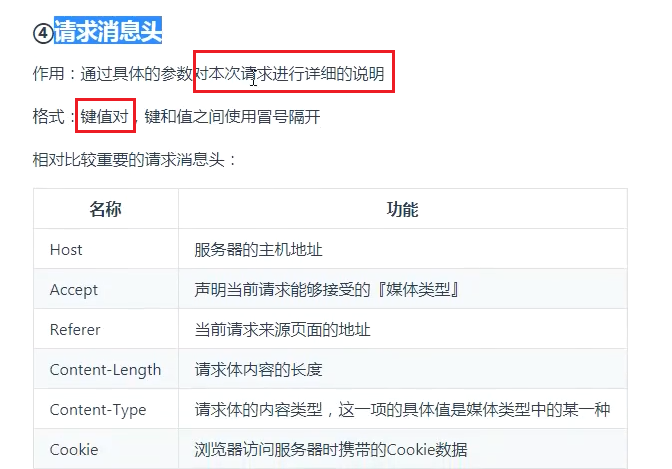 ④请求消息头
作用：通过具体的参数对本次请求进行详细的说明
格式：键值对，键和值之间使用冒号隔开
相对比较重要的请求消息头：
名称 功能
Host 服务器的主机地址
Accept 声明当前请求能够接受的『媒体类型』
Referer 当前请求来源页面的地址
Content-Length 请求体内容的长度
Content-Type 请求体的内容类型，这一项的具体值是媒体类型中的某一种
Cookie 浏览器访问服务器时携带的Cookie数据